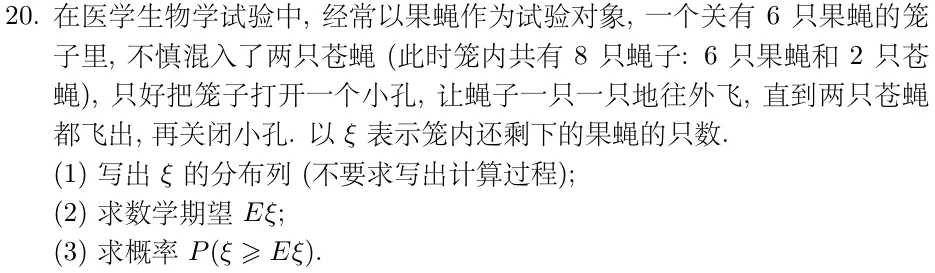 20. 在医学生物学试验中, 经常以果蝇作为试验对象, 一个关有 6 只果蝇的笼
子里, 不慎混入了两只苍蝇 (此时笼内共有 8 只蝇子: 6 只果蝇和 2 只苍
蝇), 只好把笼子打开一个小孔, 让蝇子一只一只地往外飞, 直到两只苍蝇
都飞出, 再关闭小孔. 以 ξ 表示笼内还剩下的果蝇的只数.
(1) 写出 ξ 的分布列 (不要求写出计算过程);
(2) 求数学期望 Eξ;
(3) 求概率 P(ξ ⩾ Eξ).